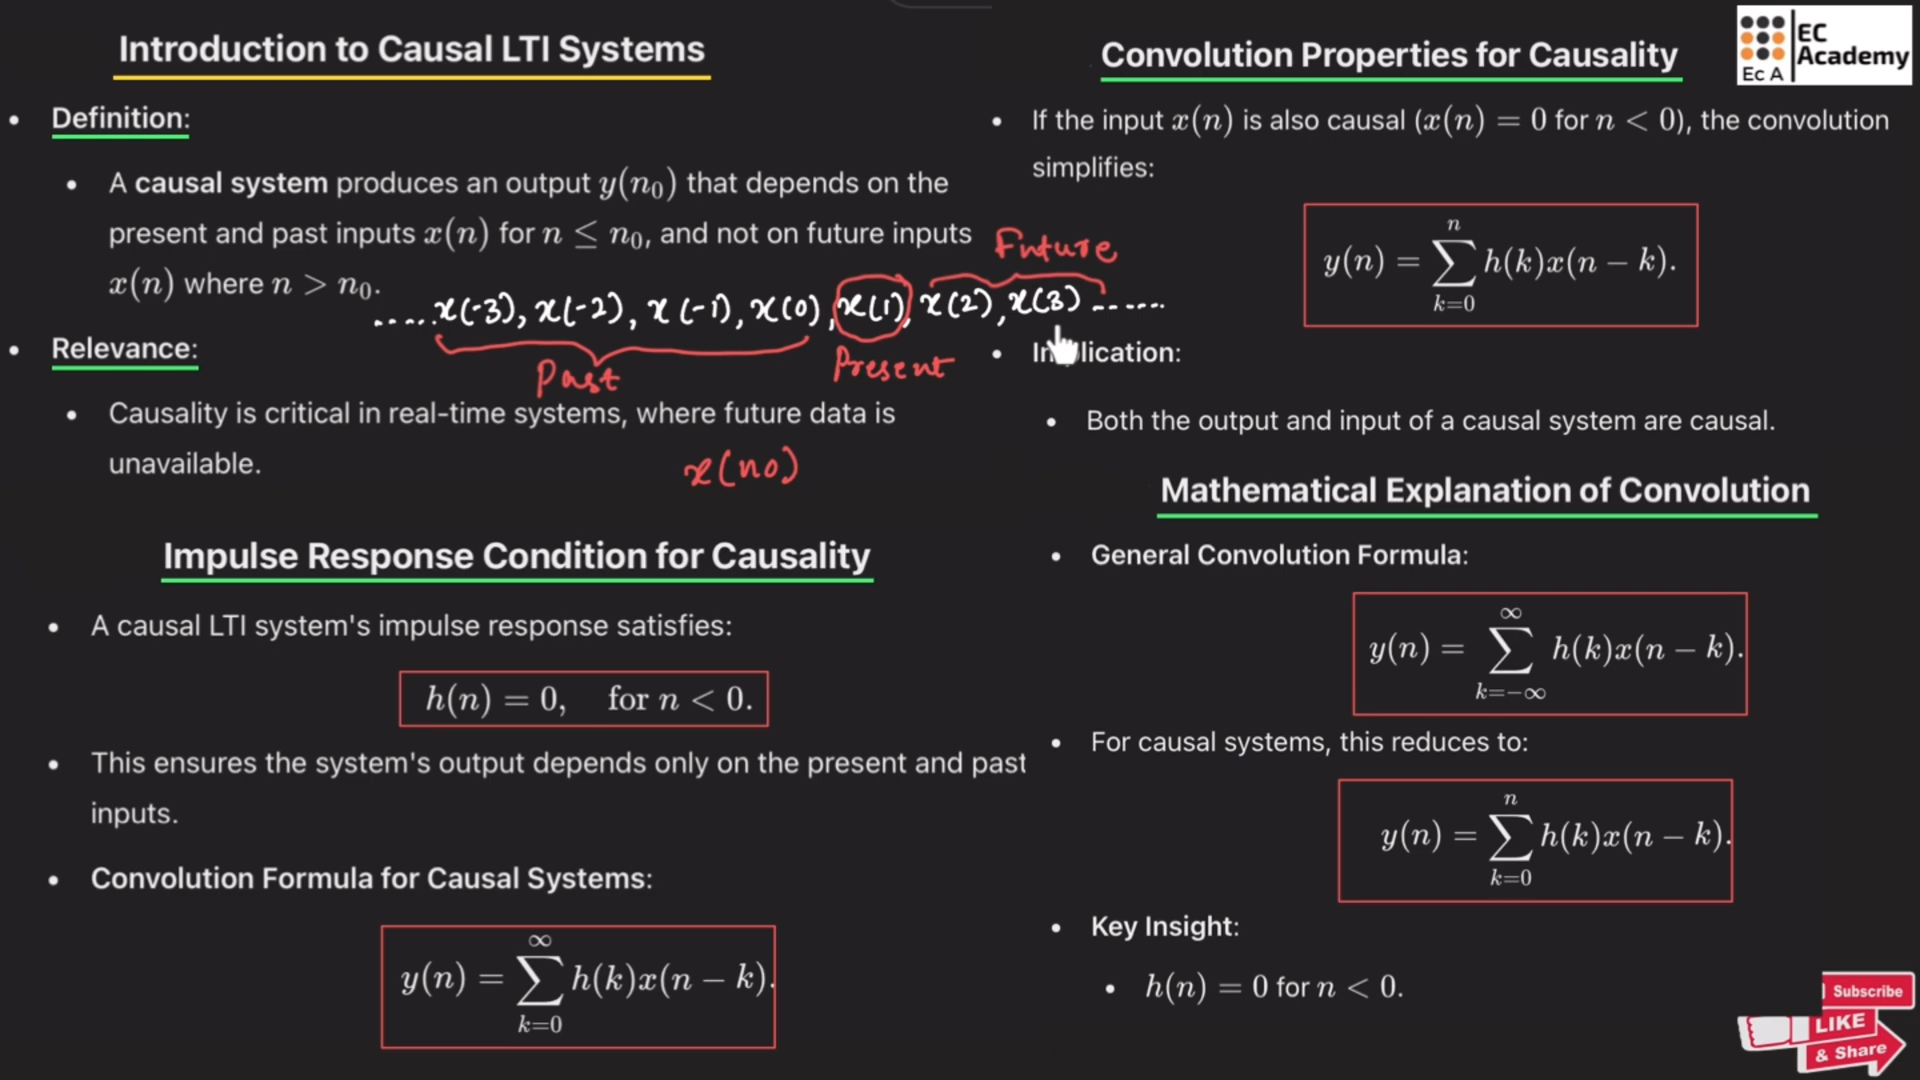 Introduction to Causal LTI Systems
• Definition:
• A causal system produces an output y(n₀) that depends on the
present and past inputs x(n) for n ≤ n₀, and not on future inputs
x(n) where n > n₀.
Future
.....x(-3), x(-2), x(-1), x(0), x(1), x(2), x(3) ......
Past
Present
• Relevance:
• Causality is critical in real-time systems, where future data is
unavailable.
x(no)
Impulse Response Condition for Causality
• A causal LTI system's impulse response satisfies:
h(n) = 0, for n < 0.
• This ensures the system's output depends only on the present and past
inputs.
• Convolution Formula for Causal Systems:
y(n) = ∑_{k=0}^{∞} h(k)x(n − k).
Convolution Properties for Causality
• If the input x(n) is also causal (x(n) = 0 for n < 0), the convolution
simplifies:
y(n) = ∑_{k=0}^{n} h(k)x(n − k).
•
• Both the output and input of a causal system are causal.
Mathematical Explanation of Convolution
• General Convolution Formula:
y(n) = ∑_{k=−∞}^{∞} h(k)x(n − k).
• For causal systems, this reduces to:
y(n) = ∑_{k=0}^{n} h(k)x(n − k).
• Key Insight:
• h(n) = 0 for n < 0.
EC
Academy
Ec A
Subscribe
LIKE
& Share